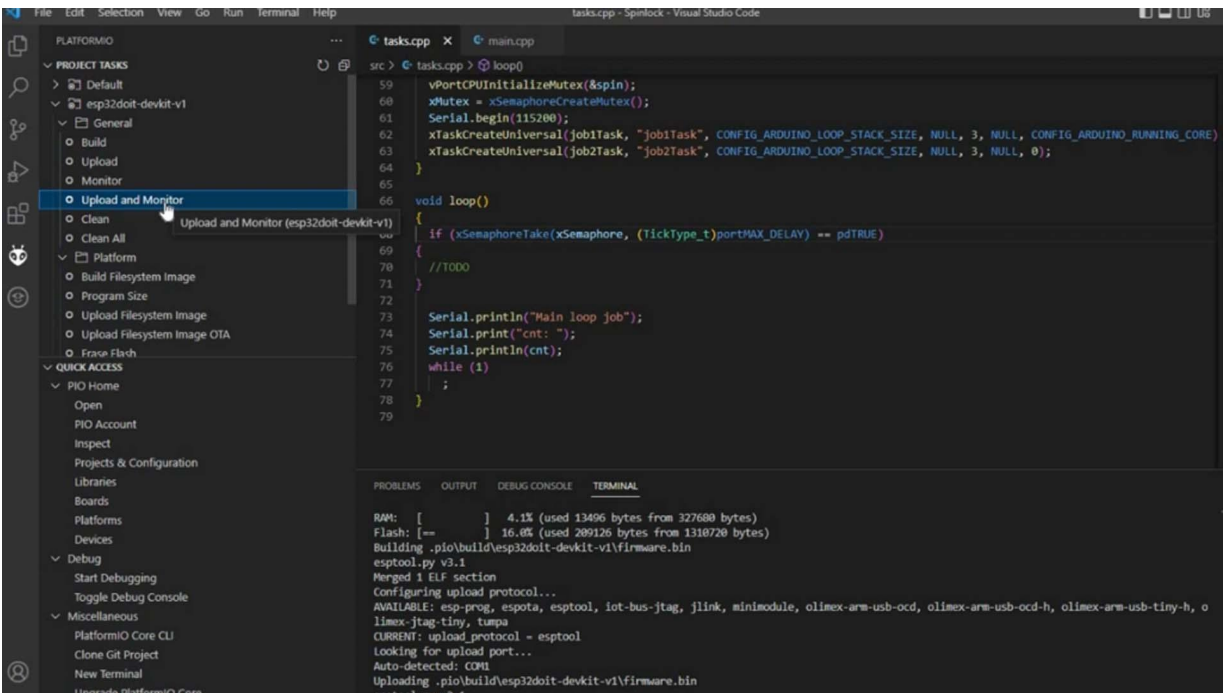 File Edit Selection View Go Run Terminal Help
tasks.cpp - Spinlock - Visual Studio Code
PLATFORMIO
PROJECT TASKS
Default
esp32doit-devkit-v1
General
Build
Upload
Monitor
Upload and Monitor
Clean
Upload and Monitor (esp32doit-devkit-v1)
Clean All
Platform
Build Filesystem Image
Program Size
Upload Filesystem Image
Upload Filesystem Image OTA
Erase Flash
QUICK ACCESS
PIO Home
Open
PIO Account
Inspect
Projects & Configuration
Libraries
Boards
Platforms
Devices
Debug
Start Debugging
Toggle Debug Console
Miscellaneous
PlatformIO Core CLI
Clone Git Project
New Terminal
Upgrade PlatformIO Core
tasks.cpp main.cpp
src > tasks.cpp > loop()
59 vPortCPUInitializeMutex(&spin);
60 xMutex = xSemaphoreCreateMutex();
61 Serial.begin(115200);
62 xTaskCreateUniversal(job1Task, "job1Task", CONFIG_ARDUINO_LOOP_STACK_SIZE, NULL, 3, NULL, CONFIG_ARDUINO_RUNNING_CORE)
63 xTaskCreateUniversal(job2Task, "job2Task", CONFIG_ARDUINO_LOOP_STACK_SIZE, NULL, 3, NULL, 0);
64 }
65
66 void loop()
{
68 if (xSemaphoreTake(xSemaphore, (TickType_t)portMAX_DELAY) == pdTRUE)
69 {
70 //TODO
71 }
72
73 Serial.println("Main loop job");
74 Serial.print("cnt: ");
75 Serial.println(cnt);
76 while (1)
77 ;
78 }
79
PROBLEMS OUTPUT DEBUG CONSOLE TERMINAL
RAM: [ ] 4.1% (used 13496 bytes from 327680 bytes)
Flash: [== ] 16.0% (used 209126 bytes from 1310720 bytes)
Building .pio\build\esp32doit-devkit-v1\firmware.bin
esptool.py v3.1
Merged 1 ELF section
Configuring upload protocol...
AVAILABLE: esp-prog, espota, esptool, iot-bus-jtag, jlink, minimodule, olimex-arm-usb-ocd, olimex-arm-usb-ocd-h, olimex-arm-usb-tiny-h, o
limex-jtag-tiny, tumpa
CURRENT: upload_protocol = esptool
Looking for upload port...
Auto-detected: COM1
Uploading .pio\build\esp32doit-devkit-v1\firmware.bin